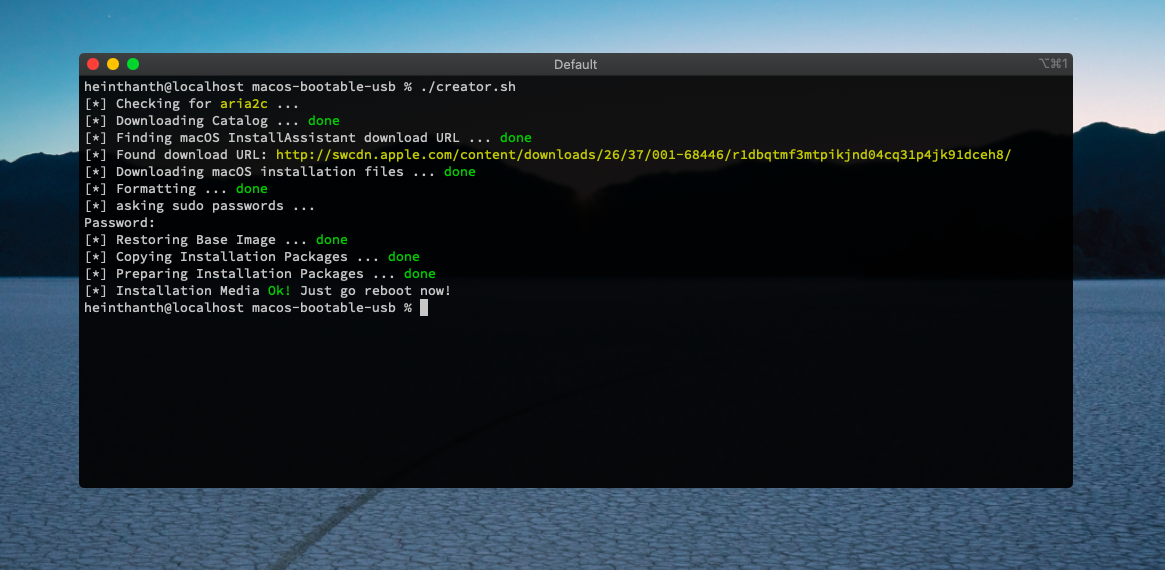 Default
⌥⌘1
heinthanth@localhost macos-bootable-usb % ./creator.sh
[*] Checking for aria2c ...
[*] Downloading Catalog ... done
[*] Finding macOS InstallAssistant download URL ... done
[*] Found download URL: http://swcdn.apple.com/content/downloads/26/37/001-68446/r1dbqtmf3mtpikjnd04cq31p4jk91dceh8/
[*] Downloading macOS installation files ... done
[*] Formatting ... done
[*] asking sudo passwords ...
Password:
[*] Restoring Base Image ... done
[*] Copying Installation Packages ... done
[*] Preparing Installation Packages ... done
[*] Installation Media Ok! Just go reboot now!
heinthanth@localhost macos-bootable-usb %